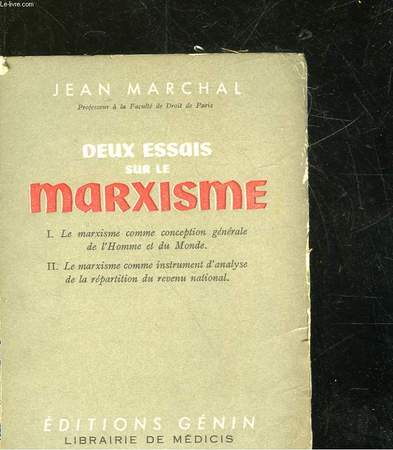 Le-livre.com
JEAN MARCHAL
Professeur à la Faculté de Droit de Paris
DEUX ESSAIS
SUR LE
MARXISME
I. Le marxisme comme conception générale
de l'Homme et du Monde.
II. Le marxisme comme instrument d'analyse
de la répartition du revenu national.
ÉDITIONS GÉNIN
LIBRAIRIE DE MÉDICIS